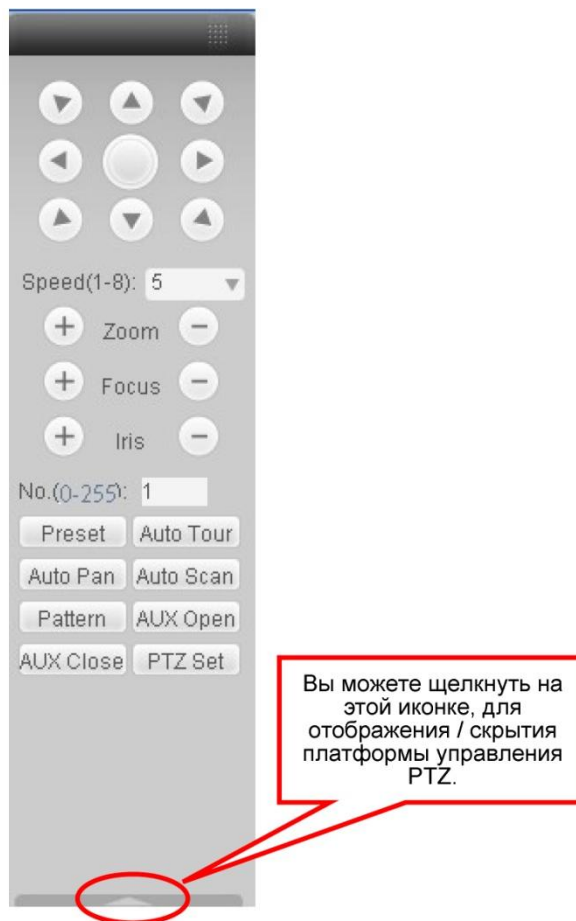 Speed(1-8): 5
+ Zoom −
+ Focus −
+ Iris −
No.(0-255): 1
Preset Auto Tour
Auto Pan Auto Scan
Pattern AUX Open
AUX Close PTZ Set
Вы можете щелкнуть на
этой иконке, для
отображения / скрытия
платформы управления
PTZ.